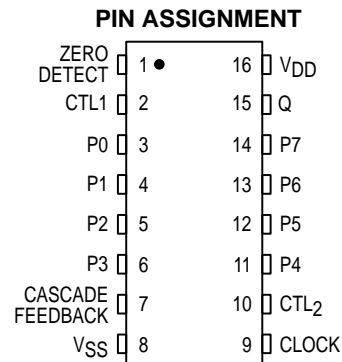 PIN ASSIGNMENT
ZERO
DETECT 1 16 VDD
CTL1 2 15 Q
P0 3 14 P7
P1 4 13 P6
P2 5 12 P5
P3 6 11 P4
CASCADE
FEEDBACK 7 10 CTL2
VSS 8 9 CLOCK